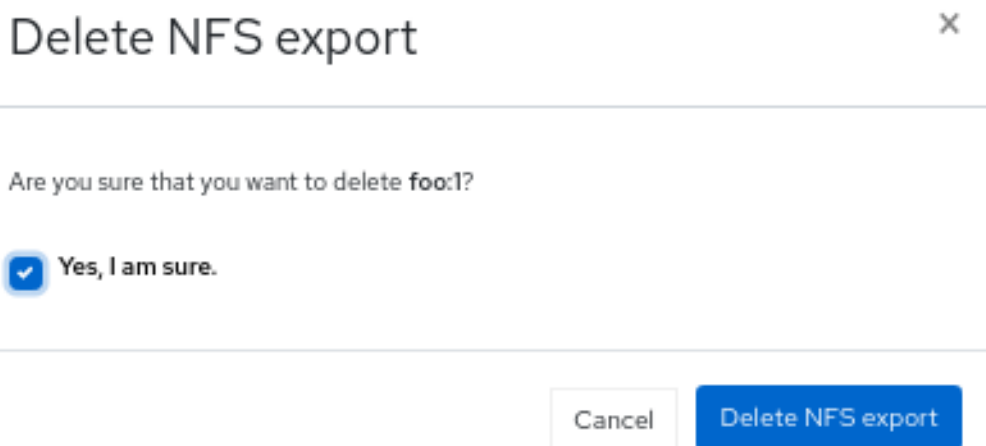 Delete NFS export
×
Are you sure that you want to delete foo:1?
Yes, I am sure.
Cancel
Delete NFS export